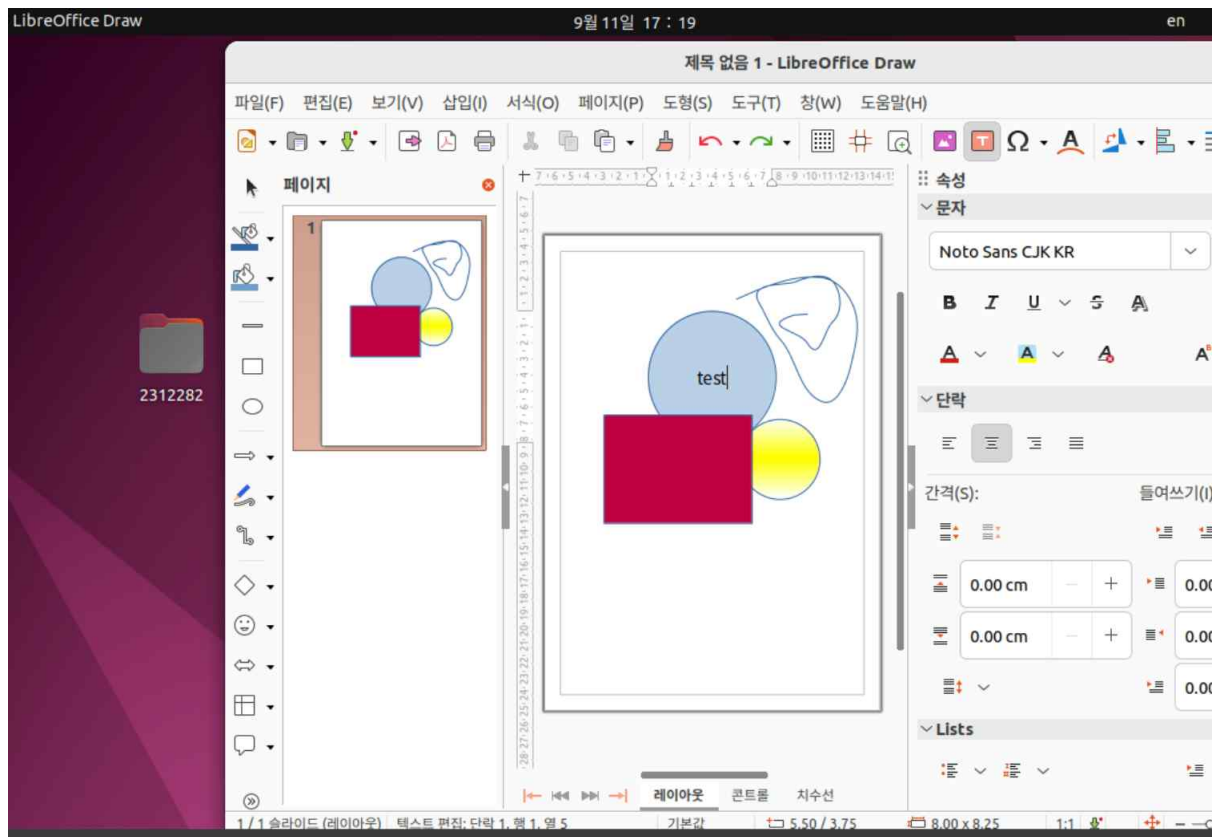 LibreOffice Draw
9월 11일 17 : 19
en
제목 없음 1 - LibreOffice Draw
파일(F) 편집(E) 보기(V) 삽입(I) 서식(O) 페이지(P) 도형(S) 도구(T) 창(W) 도움말(H)
페이지
1
2312282
test
속성
문자
Noto Sans CJK KR
단락
간격(S):
들여쓰기(I)
0.00 cm
0.00 cm
Lists
레이아웃 콘트롤 치수선
1 / 1 슬라이드 (레이아웃) 텍스트 편집: 단락 1, 행 1, 열 5 기본값 5.50 / 3.75 8.00 x 8.25 1:1